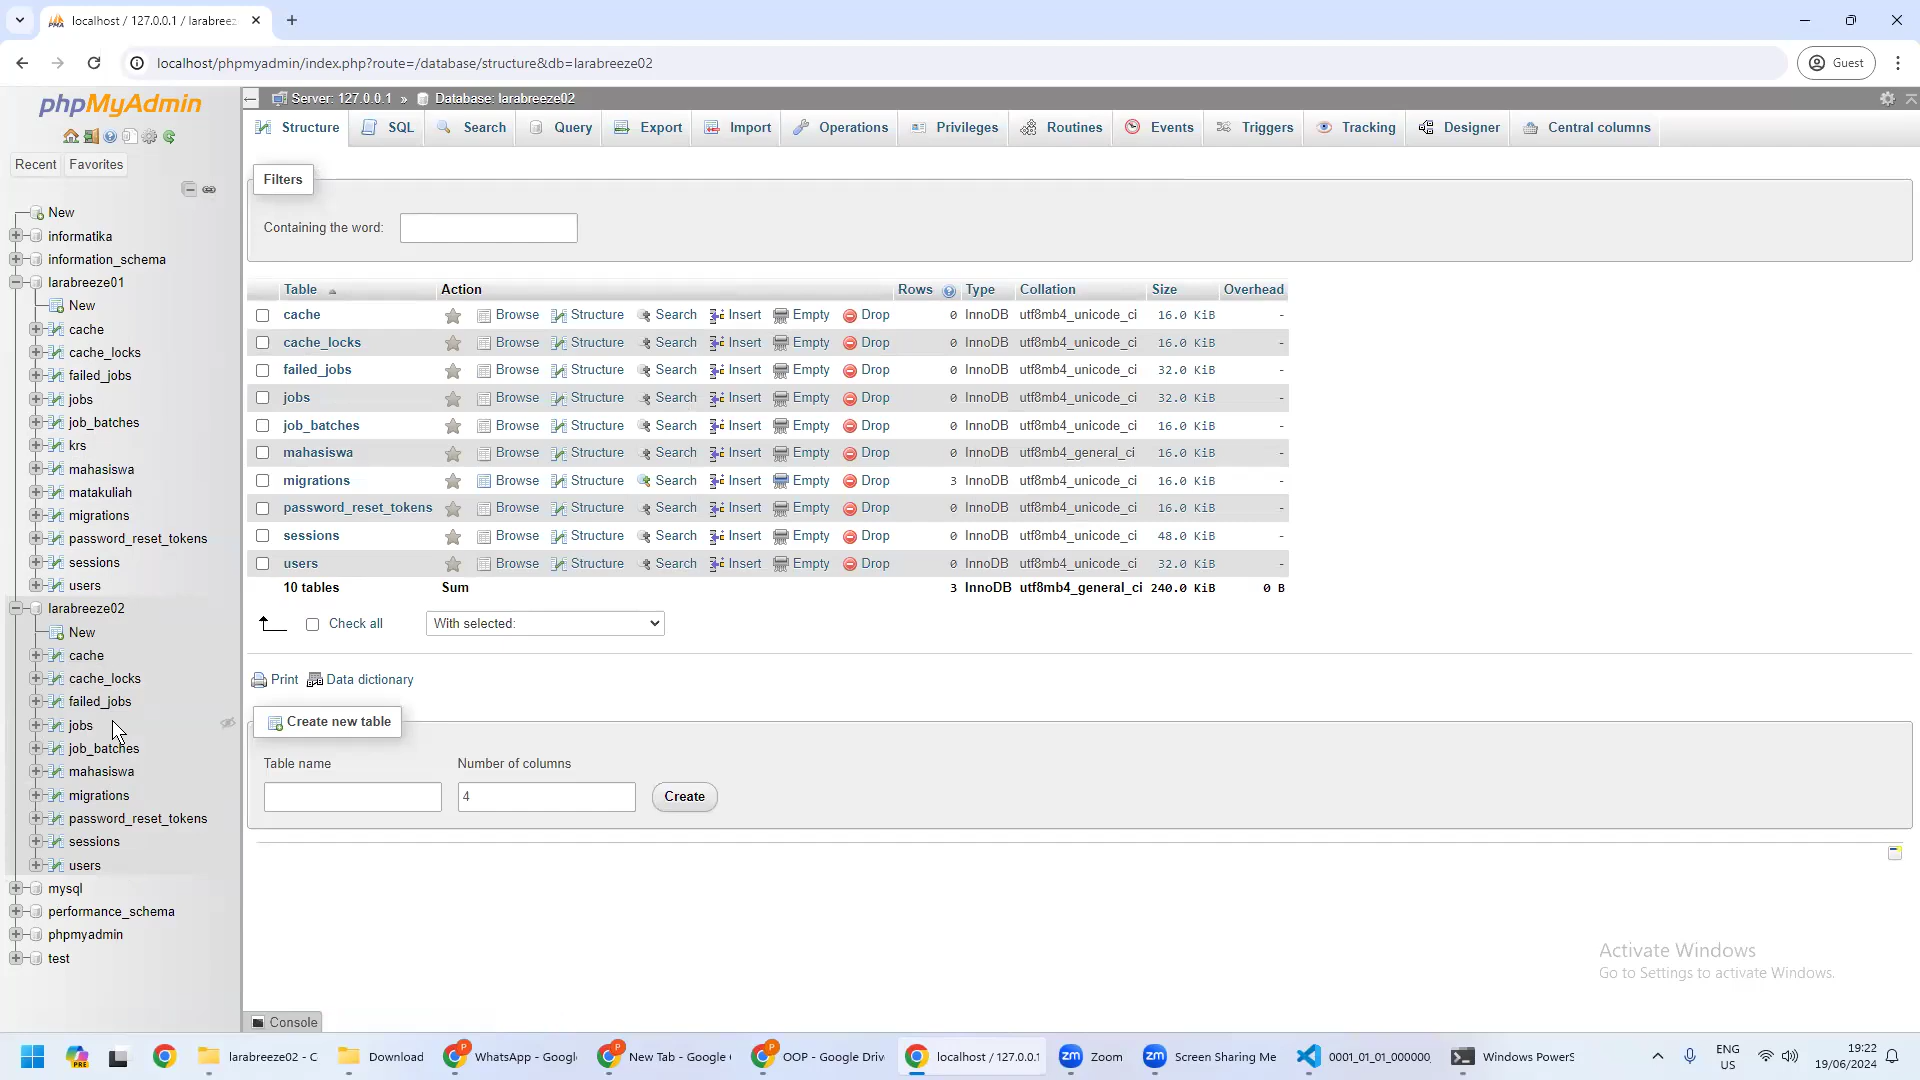 localhost / 127.0.0.1 / larabreez
Guest
localhost/phpmyadmin/index.php?route=/database/structure&db=larabreeze02
phpMyAdmin
Recent Favorites
New
informatika
information_schema
larabreeze01
New
cache
cache_locks
failed_jobs
jobs
job_batches
krs
mahasiswa
matakuliah
migrations
password_reset_tokens
sessions
users
larabreeze02
New
cache
cache_locks
failed_jobs
jobs
job_batches
mahasiswa
migrations
password_reset_tokens
sessions
users
mysql
performance_schema
phpmyadmin
test
Server: 127.0.0.1 » Database: larabreeze02
Structure SQL Search Query Export Import Operations Privileges Routines Events Triggers Tracking Designer Central columns
Filters
Containing the word:
Table Action Rows Type Collation Size Overhead
cache Browse Structure Search Insert Empty Drop 0 InnoDB utf8mb4_unicode_ci 16.0 KiB -
cache_locks Browse Structure Search Insert Empty Drop 0 InnoDB utf8mb4_unicode_ci 16.0 KiB -
failed_jobs Browse Structure Search Insert Empty Drop 0 InnoDB utf8mb4_unicode_ci 32.0 KiB -
jobs Browse Structure Search Insert Empty Drop 0 InnoDB utf8mb4_unicode_ci 32.0 KiB -
job_batches Browse Structure Search Insert Empty Drop 0 InnoDB utf8mb4_unicode_ci 16.0 KiB -
mahasiswa Browse Structure Search Insert Empty Drop 0 InnoDB utf8mb4_general_ci 16.0 KiB -
migrations Browse Structure Search Insert Empty Drop 3 InnoDB utf8mb4_unicode_ci 16.0 KiB -
password_reset_tokens Browse Structure Search Insert Empty Drop 0 InnoDB utf8mb4_unicode_ci 16.0 KiB -
sessions Browse Structure Search Insert Empty Drop 0 InnoDB utf8mb4_unicode_ci 48.0 KiB -
users Browse Structure Search Insert Empty Drop 0 InnoDB utf8mb4_unicode_ci 32.0 KiB -
10 tables Sum 3 InnoDB utf8mb4_general_ci 240.0 KiB 0 B
Check all With selected:
Print Data dictionary
Create new table
Table name Number of columns
4 Create
Activate Windows
Go to Settings to activate Windows.
Console
larabreeze02 - C Download WhatsApp - Googl New Tab - Google OOP - Google Driv localhost / 127.0.0.1 Zoom Screen Sharing Me 0001_01_01_000000 Windows PowerS ENG US 19:22 19/06/2024